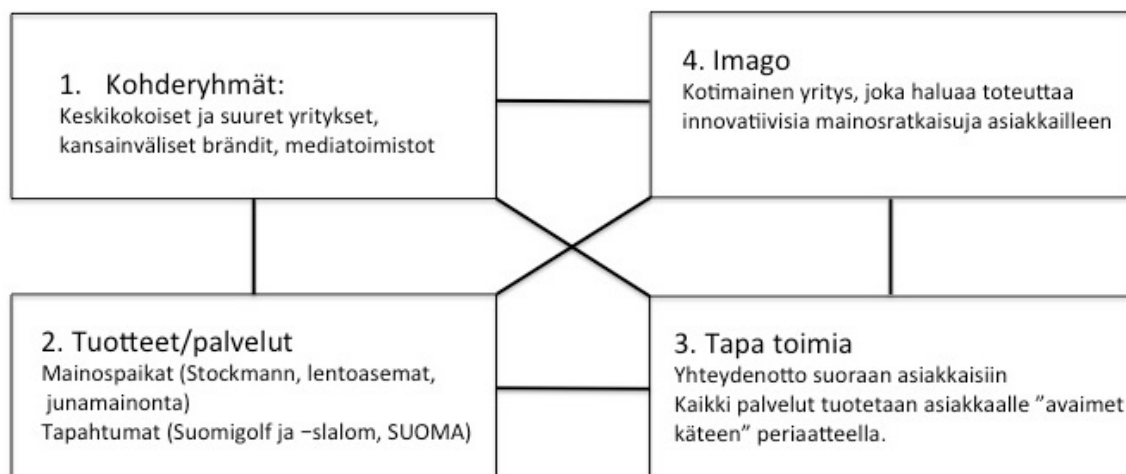 1. Kohderyhmät:
Keskikokoiset ja suuret yritykset,
kansainväliset brändit, mediatoimistot
4. Imago
Kotimainen yritys, joka haluaa toteuttaa
innovatiivisia mainosratkaisuja asiakkailleen
2. Tuotteet/palvelut
Mainospaikat (Stockmann, lentoasemat,
junamainonta)
Tapahtumat (Suomigolf ja –slalom, SUOMA)
3. Tapa toimia
Yhteydenotto suoraan asiakkaisiin
Kaikki palvelut tuotetaan asiakkaalle ”avaimet
käteen” periaatteella.